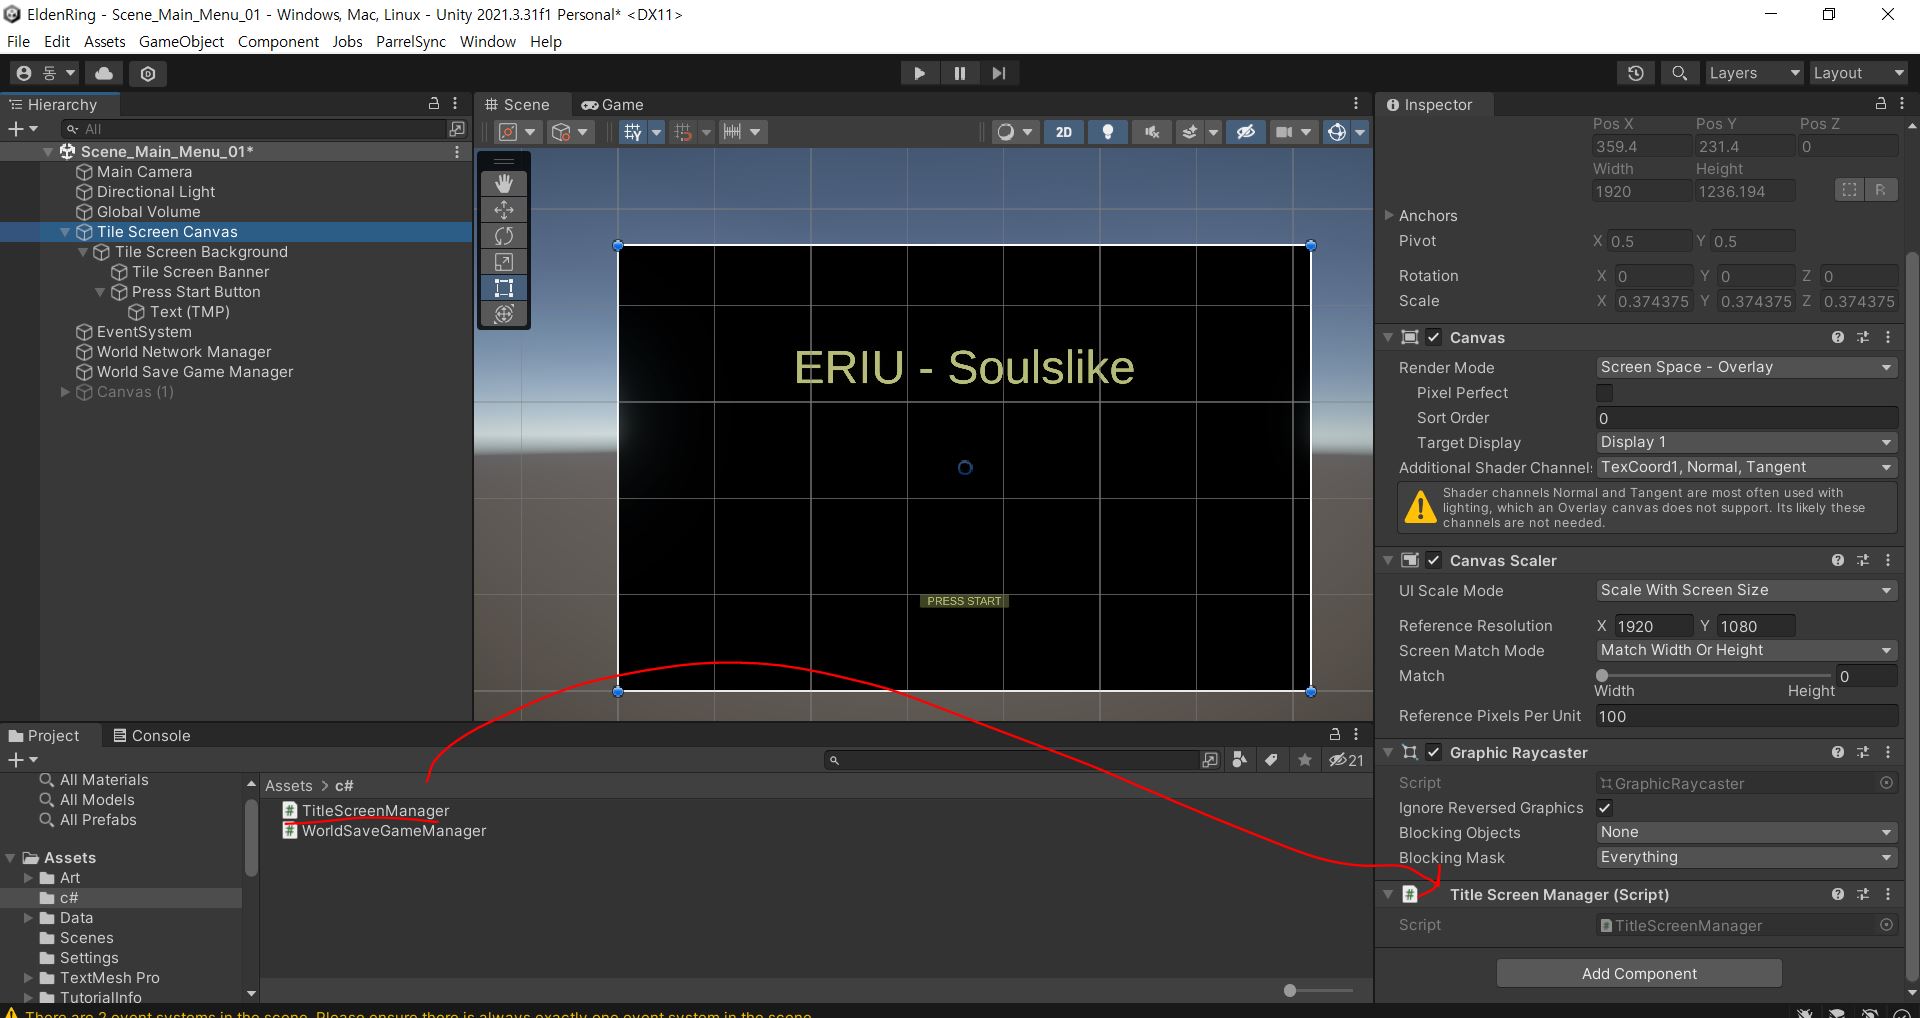 EldenRing - Scene_Main_Menu_01 - Windows, Mac, Linux - Unity 2021.3.31f1 Personal* <DX11>
File Edit Assets GameObject Component Jobs ParrelSync Window Help
동 Layers Layout
Hierarchy
All
Scene_Main_Menu_01*
Main Camera
Directional Light
Global Volume
Tile Screen Canvas
Tile Screen Background
Tile Screen Banner
Press Start Button
Text (TMP)
EventSystem
World Network Manager
World Save Game Manager
Canvas (1)
Scene Game
2D
ERIU - Soulslike
PRESS START
Inspector
Pos X Pos Y Pos Z
359.4 231.4 0
Width Height
1920 1236.194 R
Anchors
Pivot X 0.5 Y 0.5
Rotation X 0 Y 0 Z 0
Scale X 0.374375 Y 0.374375 Z 0.374375
Canvas
Render Mode Screen Space - Overlay
Pixel Perfect
Sort Order 0
Target Display Display 1
Additional Shader Channel: TexCoord1, Normal, Tangent
Shader channels Normal and Tangent are most often used with
lighting, which an Overlay canvas does not support. Its likely these
channels are not needed.
Canvas Scaler
UI Scale Mode Scale With Screen Size
Reference Resolution X 1920 Y 1080
Screen Match Mode Match Width Or Height
Match 0
Width Height
Reference Pixels Per Unit 100
Graphic Raycaster
Script GraphicRaycaster
Ignore Reversed Graphics
Blocking Objects None
Blocking Mask Everything
# Title Screen Manager (Script)
Script # TitleScreenManager
Add Component
Project Console
21
All Materials
All Models
All Prefabs
Assets
Art
c#
Data
Scenes
Settings
TextMesh Pro
TutorialInfo
Assets > c#
# TitleScreenManager
# WorldSaveGameManager
There are 2 event systems in the scene. Please ensure there is always exactly one event system in the scene